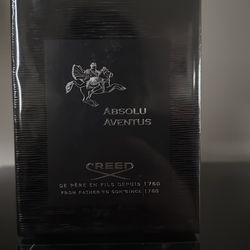 ABSOLU
AVENTUS
CREED
DE PÈRE EN FILS DEPUIS 1760
FROM FATHER TO SON SINCE 1760